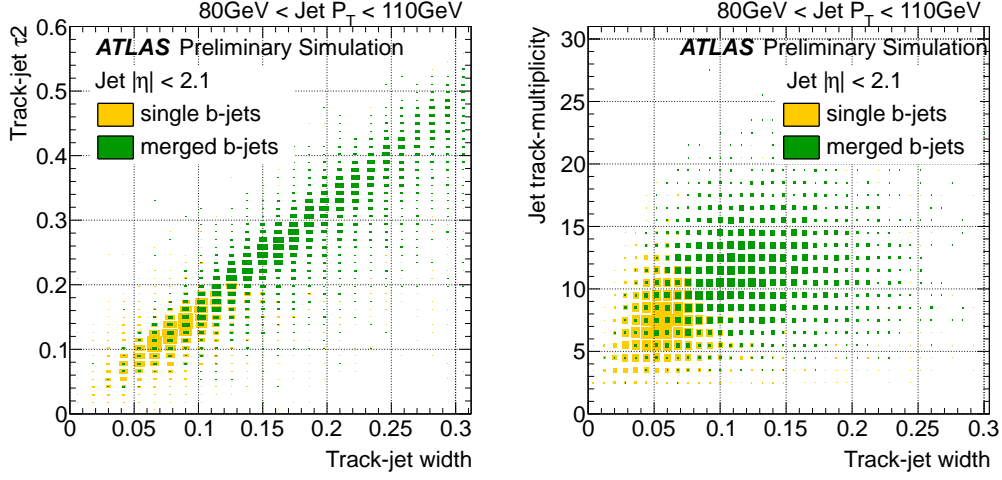 80GeV < Jet P_T < 110GeV
ATLAS Preliminary Simulation
Jet |η| < 2.1
single b-jets
merged b-jets
Track-jet τ2
0.6
0.5
0.4
0.3
0.2
0.1
0
0 0.05 0.1 0.15 0.2 0.25 0.3
Track-jet width
80GeV < Jet P_T < 110GeV
ATLAS Preliminary Simulation
Jet |η| < 2.1
single b-jets
merged b-jets
Jet track-multiplicity
30
25
20
15
10
5
0
0 0.05 0.1 0.15 0.2 0.25 0.3
Track-jet width